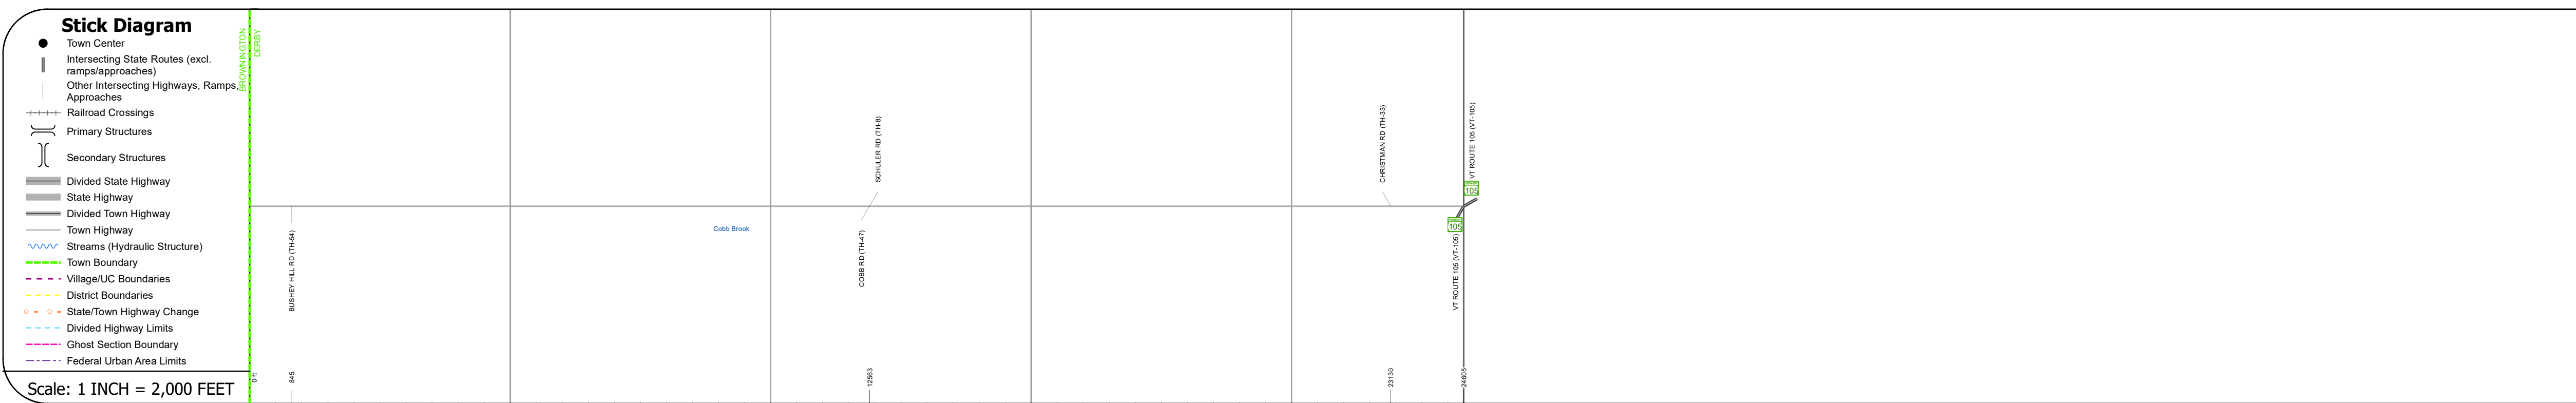 Stick Diagram
Town Center
Intersecting State Routes (excl.
ramps/approaches)
Other Intersecting Highways, Ramps,
Approaches
Railroad Crossings
Primary Structures
Secondary Structures
Divided State Highway
State Highway
Divided Town Highway
Town Highway
Streams (Hydraulic Structure)
Town Boundary
Village/UC Boundaries
District Boundaries
State/Town Highway Change
Divided Highway Limits
Ghost Section Boundary
Federal Urban Area Limits
Scale: 1 INCH = 2,000 FEET
BROWNINGTON
DERBY
0 ft
BUSHEY HILL RD (TH-54)
845
Cobb Brook
SCHULER RD (TH-8)
COBB RD (TH-47)
12563
CHRISTMAN RD (TH-33)
23130
VT ROUTE 105 (VT-105)
105
105
VT ROUTE 105 (VT-105)
24605